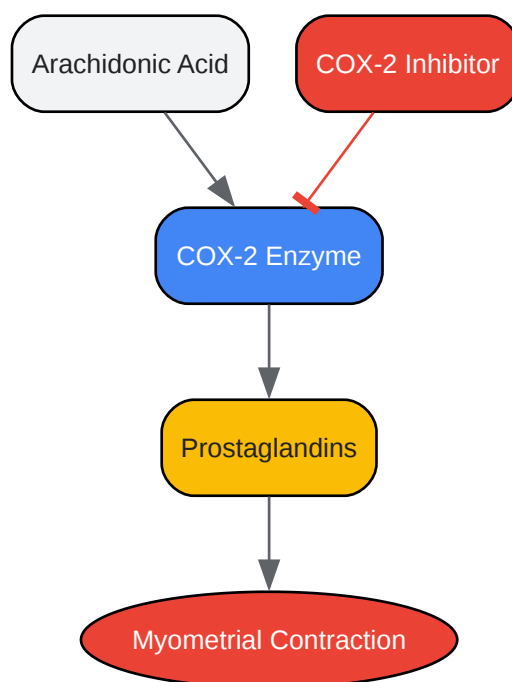 Arachidonic Acid
COX-2 Inhibitor
COX-2 Enzyme
Prostaglandins
Myometrial Contraction